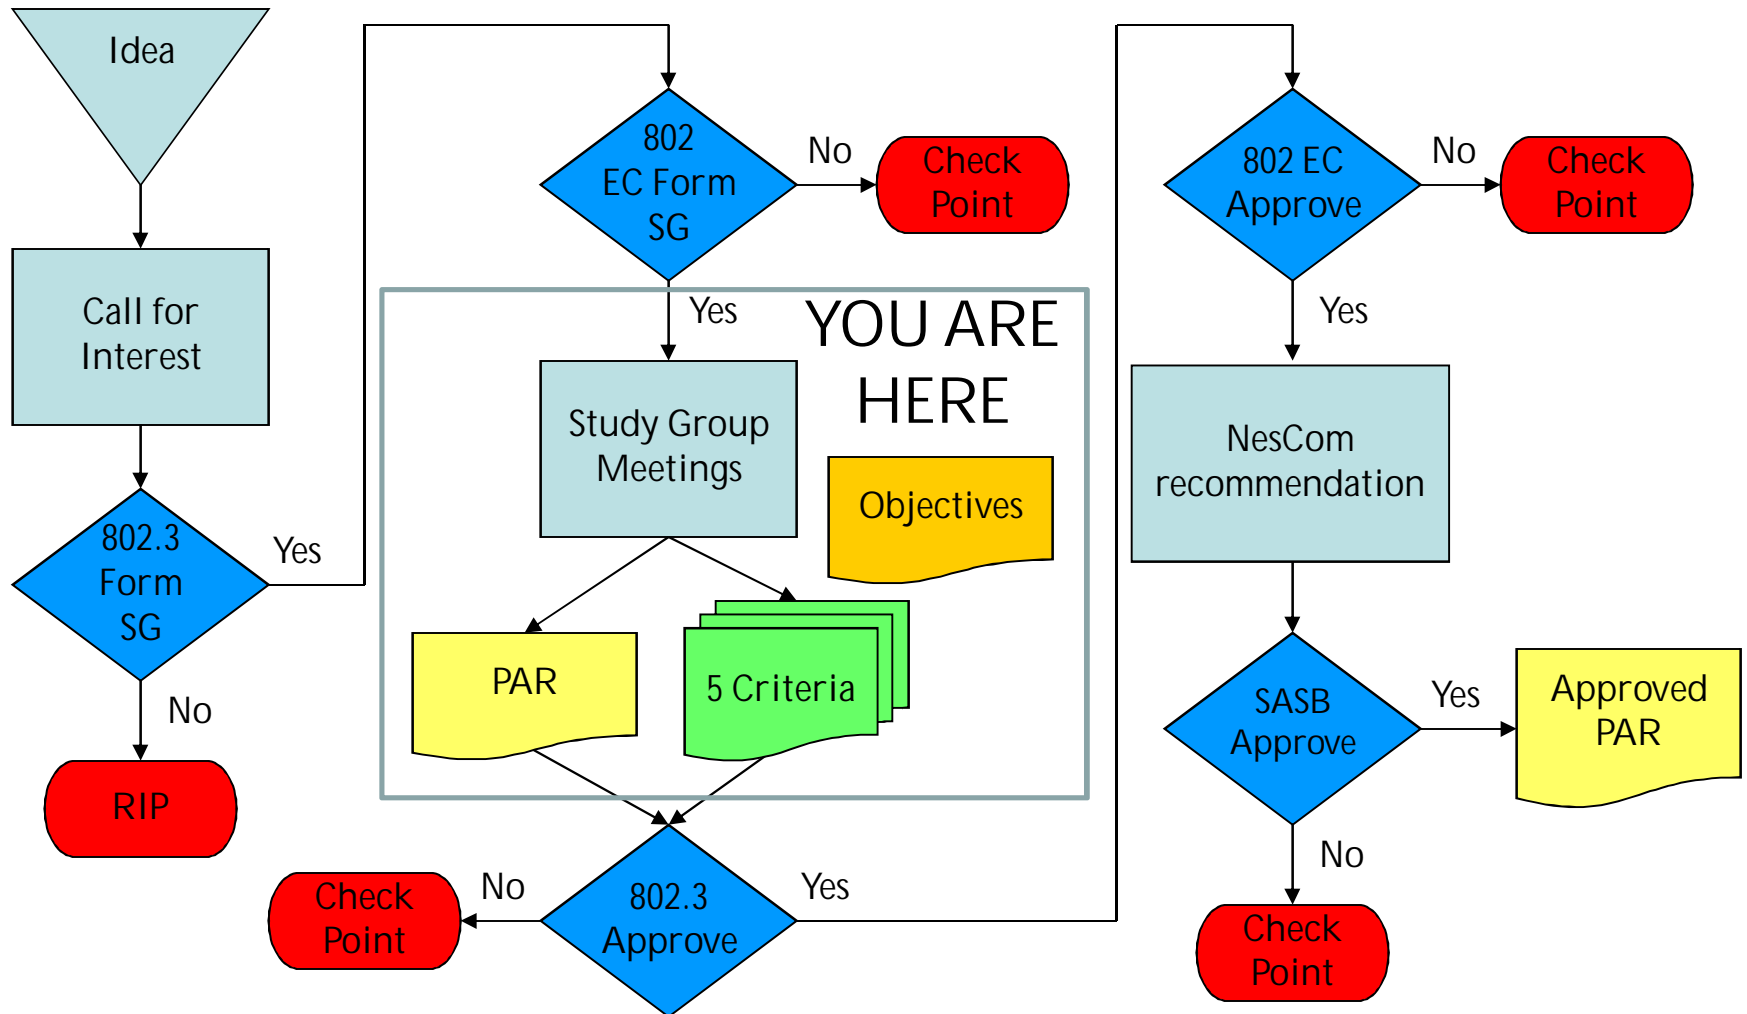 Idea
Call for
Interest
802.3
Form
SG
Yes
No
RIP
802
EC Form
SG
No
Check
Point
Yes
YOU ARE
HERE
Study Group
Meetings
Objectives
PAR
5 Criteria
802.3
Approve
No
Check
Point
Yes
802 EC
Approve
No
Check
Point
Yes
NesCom
recommendation
SASB
Approve
Yes
Approved
PAR
No
Check
Point